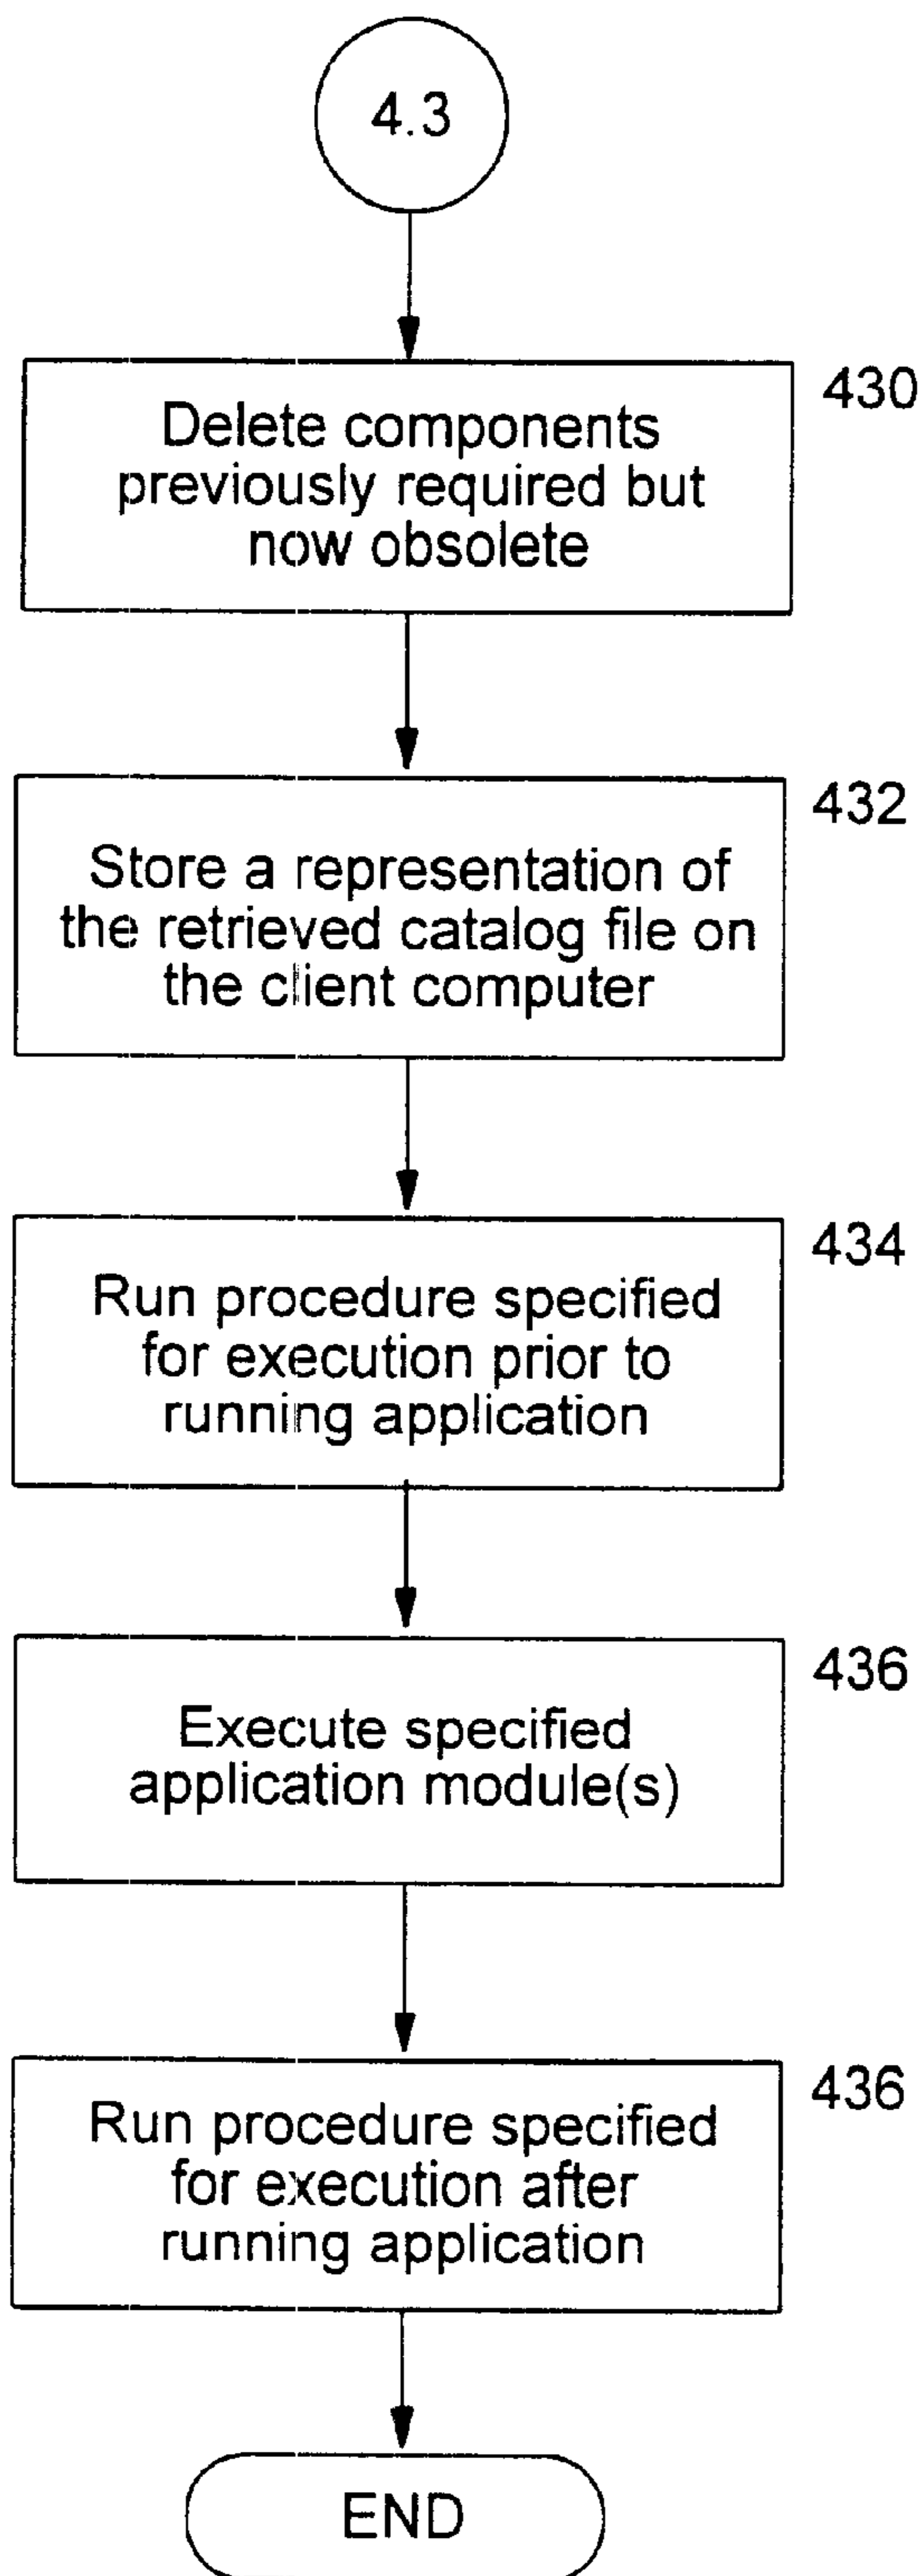 4.3
430
Delete components
previously required but
now obsolete
432
Store a representation of
the retrieved catalog file on
the client computer
434
Run procedure specified
for execution prior to
running application
436
Execute specified
application module(s)
436
Run procedure specified
for execution after
running application
END